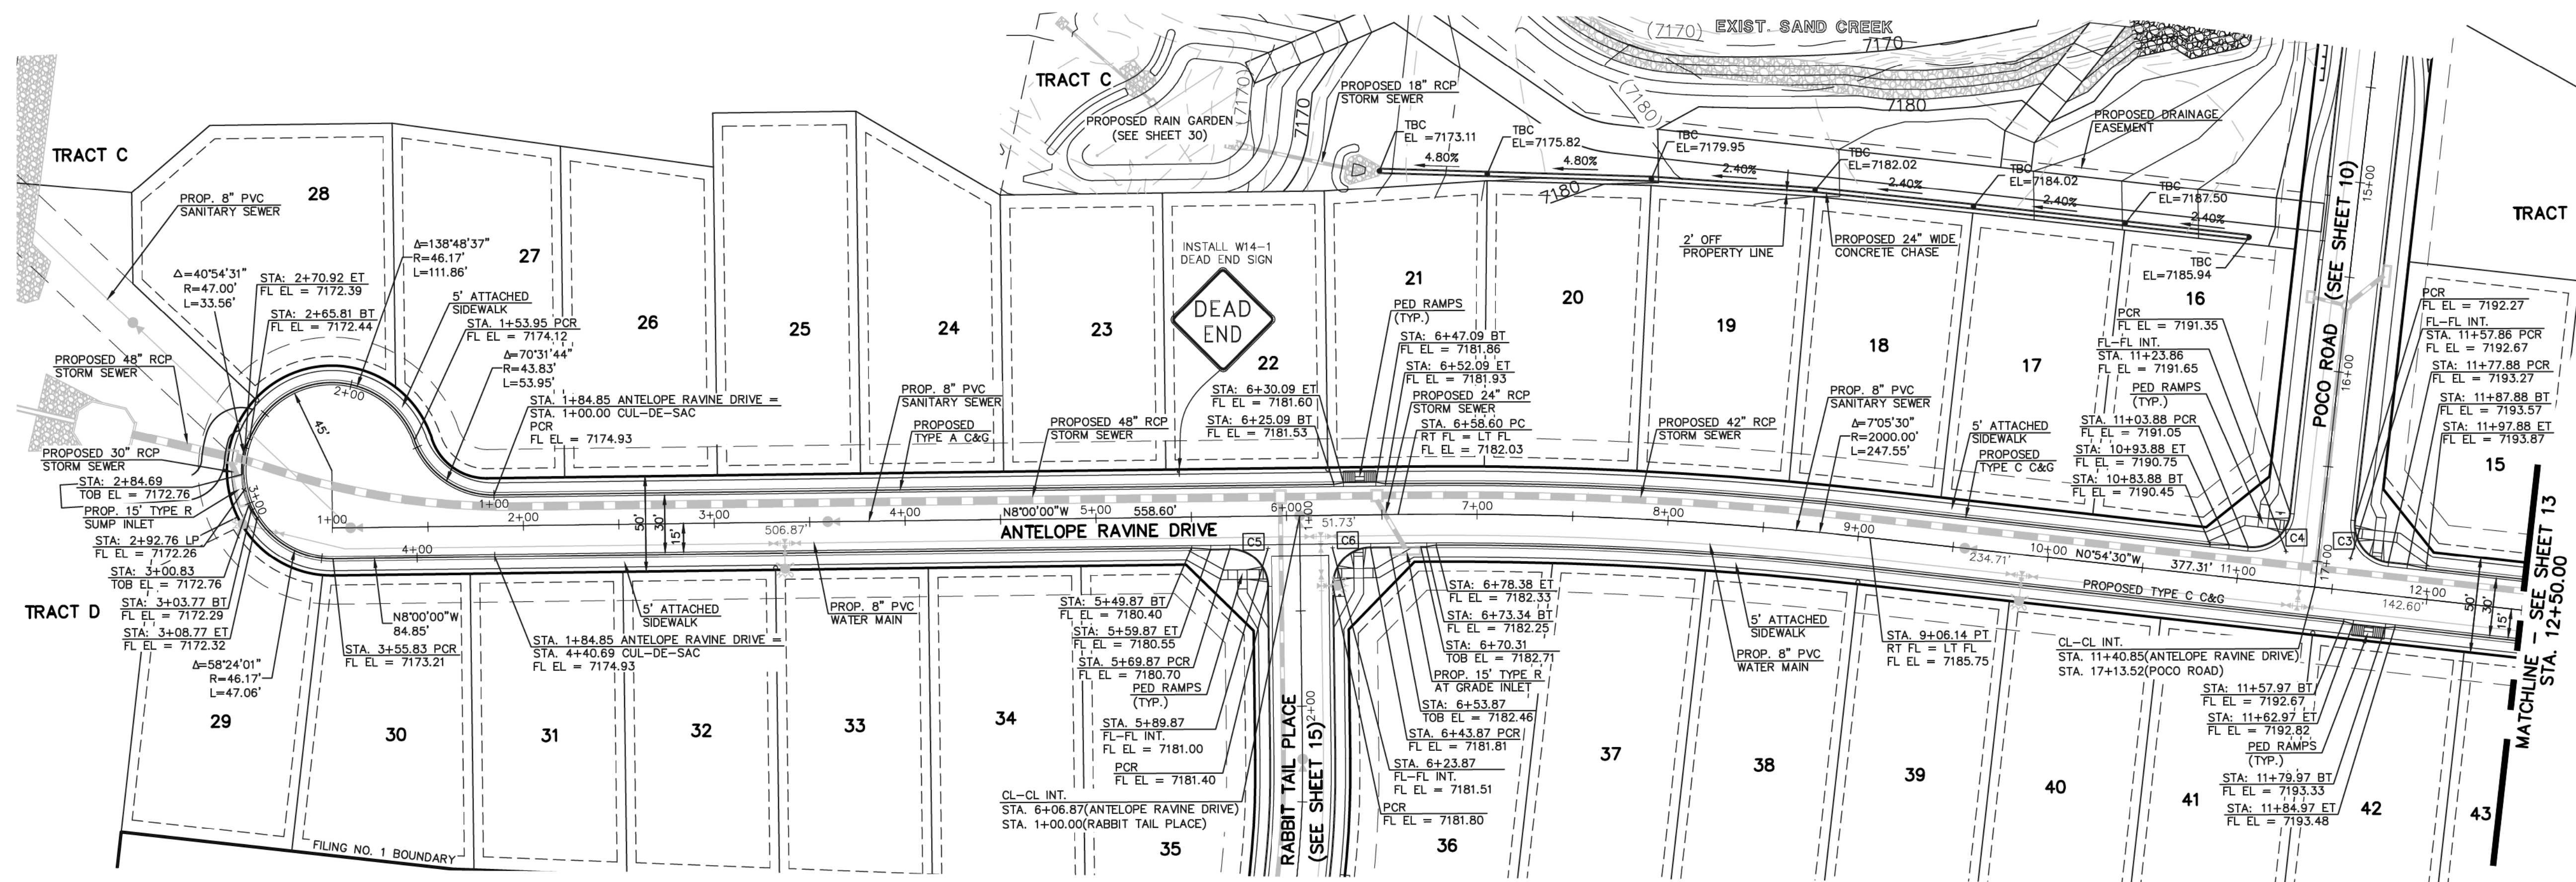 (7170) EXIST. SAND CREEK
7170
TRACT C
PROPOSED 18" RCP
STORM SEWER
(7170)
7170
(7180)
7180
PROPOSED RAIN GARDEN
(SEE SHEET 30)
TBC
EL =7173.11
TBC
EL=7175.82
TBC
EL=7179.95
TBC
EL=7182.02
TBC
EL=7184.02
TBC
EL=7187.50
PROPOSED DRAINAGE
EASEMENT
4.80%
4.80%
2.40%
2.40%
2.40%
2.40%
7180
TRACT C
28
PROP. 8" PVC
SANITARY SEWER
Δ=138°48'37"
R=46.17'
L=111.86'
27
26
25
24
23
22
21
20
19
18
17
16
15
TRACT
INSTALL W14-1
DEAD END SIGN
DEAD
END
2' OFF
PROPERTY LINE
PROPOSED 24" WIDE
CONCRETE CHASE
TBC
EL=7185.94
POCO ROAD (SEE SHEET 10)
15+00
16+00
17+00
Δ=40°54'31"
R=47.00'
L=33.56'
STA: 2+70.92 ET
FL EL = 7172.39
STA: 2+65.81 BT
FL EL = 7172.44
5' ATTACHED
SIDEWALK
STA. 1+53.95 PCR
FL EL = 7174.12
Δ=70°31'44"
R=43.83'
L=53.95'
STA. 1+84.85 ANTELOPE RAVINE DRIVE =
STA. 1+00.00 CUL-DE-SAC
PCR
FL EL = 7174.93
PROPOSED 48" RCP
STORM SEWER
PROPOSED 30" RCP
STORM SEWER
STA: 2+84.69
TOB EL = 7172.76
PROP. 15' TYPE R
SUMP INLET
STA: 2+92.76 LP
FL EL = 7172.26
STA: 3+00.83
TOB EL = 7172.76
STA: 3+03.77 BT
FL EL = 7172.29
STA: 3+08.77 ET
FL EL = 7172.32
Δ=58°24'01"
R=46.17'
L=47.06'
TRACT D
45'
2+00
3+00
1+00
4+00
PROP. 8" PVC
SANITARY SEWER
PROPOSED
TYPE A C&G
PROPOSED 48" RCP
STORM SEWER
PED RAMPS
(TYP.)
STA: 6+47.09 BT
FL EL = 7181.86
STA: 6+52.09 ET
FL EL = 7181.93
PROPOSED 24" RCP
STORM SEWER
STA. 6+58.60 PC
RT FL = LT FL
FL EL = 7182.03
STA: 6+30.09 ET
FL EL = 7181.60
STA: 6+25.09 BT
FL EL = 7181.53
PROPOSED 42" RCP
STORM SEWER
PROP. 8" PVC
SANITARY SEWER
Δ=7°05'30"
R=2000.00'
L=247.55'
5' ATTACHED
SIDEWALK
PROPOSED
TYPE C C&G
PCR
FL EL = 7191.35
FL-FL INT.
STA. 11+23.86
FL EL = 7191.65
PED RAMPS
(TYP.)
STA: 11+03.88 PCR
FL EL = 7191.05
STA: 10+93.88 ET
FL EL = 7190.75
STA: 10+83.88 BT
FL EL = 7190.45
PCR
FL EL = 7192.27
FL-FL INT.
STA. 11+57.86 PCR
FL EL = 7192.67
STA: 11+77.88 PCR
FL EL = 7193.27
STA: 11+87.88 BT
FL EL = 7193.57
STA: 11+97.88 ET
FL EL = 7193.87
1+00
2+00
3+00
4+00
5+00
6+00
7+00
8+00
9+00
10+00
11+00
12+00
50'
30'
15'
506.87'
N8°00'00"W 558.60'
ANTELOPE RAVINE DRIVE
51.73'
1+00
C5
C6
C4
C3
234.71'
N0°54'30"W
377.31'
142.60'
50'
30'
15'
PROPOSED TYPE C C&G
MATCHLINE - SEE SHEET 13
STA. 12+50.00
N8°00'00"W
84.85'
STA. 3+55.83 PCR
FL EL = 7173.21
STA. 1+84.85 ANTELOPE RAVINE DRIVE =
STA. 4+40.69 CUL-DE-SAC
FL EL = 7174.93
5' ATTACHED
SIDEWALK
PROP. 8" PVC
WATER MAIN
STA: 5+49.87 BT
FL EL = 7180.40
STA: 5+59.87 ET
FL EL = 7180.55
STA: 5+69.87 PCR
FL EL = 7180.70
PED RAMPS
(TYP.)
STA. 5+89.87
FL-FL INT.
FL EL = 7181.00
PCR
FL EL = 7181.40
CL-CL INT.
STA. 6+06.87(ANTELOPE RAVINE DRIVE)
STA. 1+00.00(RABBIT TAIL PLACE)
RABBIT TAIL PLACE
(SEE SHEET 15)
2+00
STA: 6+78.38 ET
FL EL = 7182.33
STA: 6+73.34 BT
FL EL = 7182.25
STA: 6+70.31
TOB EL = 7182.71
PROP. 15' TYPE R
AT GRADE INLET
STA: 6+53.87
TOB EL = 7182.46
STA: 6+43.87 PCR
FL EL = 7181.81
STA. 6+23.87
FL-FL INT.
FL EL = 7181.51
PCR
FL EL = 7181.80
5' ATTACHED
SIDEWALK
PROP. 8" PVC
WATER MAIN
STA. 9+06.14 PT
RT FL = LT FL
FL EL = 7185.75
CL-CL INT.
STA. 11+40.85(ANTELOPE RAVINE DRIVE)
STA. 17+13.52(POCO ROAD)
STA: 11+57.97 BT
FL EL = 7192.67
STA: 11+62.97 ET
FL EL = 7192.82
PED RAMPS
(TYP.)
STA: 11+79.97 BT
FL EL = 7193.33
STA: 11+84.97 ET
FL EL = 7193.48
29
30
31
32
33
34
35
36
37
38
39
40
41
42
43
FILING NO. 1 BOUNDARY